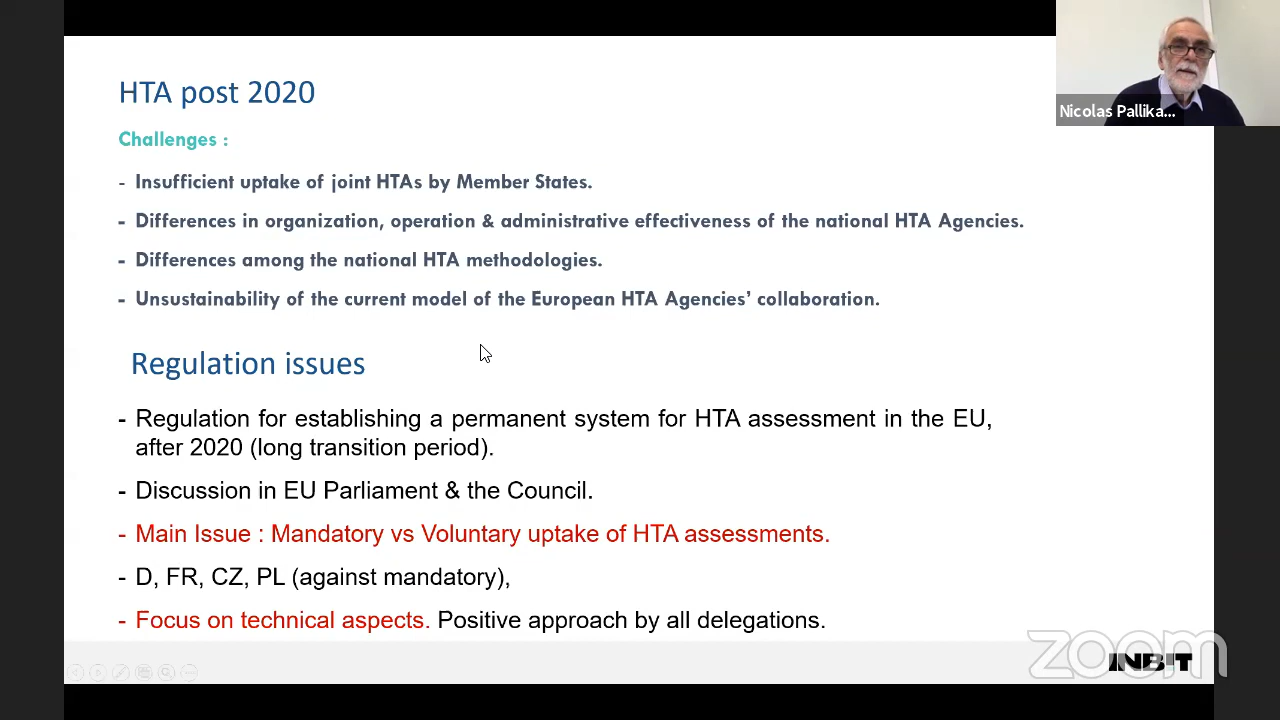 HTA post 2020
Nicolas Pallika...
Challenges :
- Insufficient uptake of joint HTAs by Member States.
- Differences in organization, operation & administrative effectiveness of the national HTA Agencies.
- Differences among the national HTA methodologies.
- Unsustainability of the current model of the European HTA Agencies’ collaboration.
Regulation issues
- Regulation for establishing a permanent system for HTA assessment in the EU,
after 2020 (long transition period).
- Discussion in EU Parliament & the Council.
- Main Issue : Mandatory vs Voluntary uptake of HTA assessments.
- D, FR, CZ, PL (against mandatory),
- Focus on technical aspects. Positive approach by all delegations.
zoom
INB!T